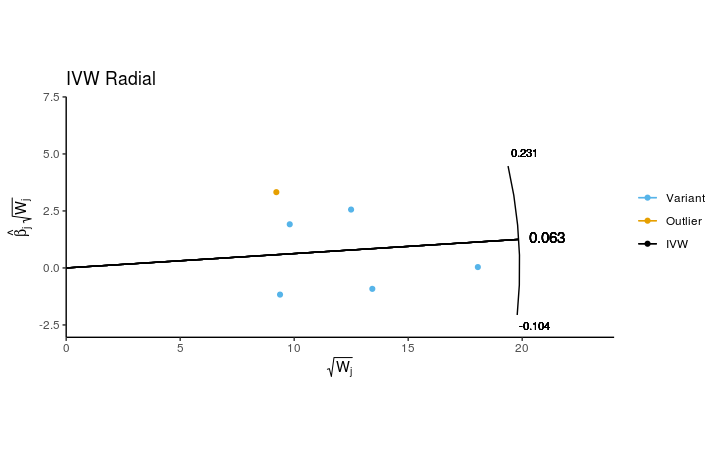 IVW Radial
7.5
5.0
2.5
0.0
-2.5
β̂j √Wj
0 5 10 15 20
√Wj
0.231
0.063
-0.104
Variant
Outlier
IVW